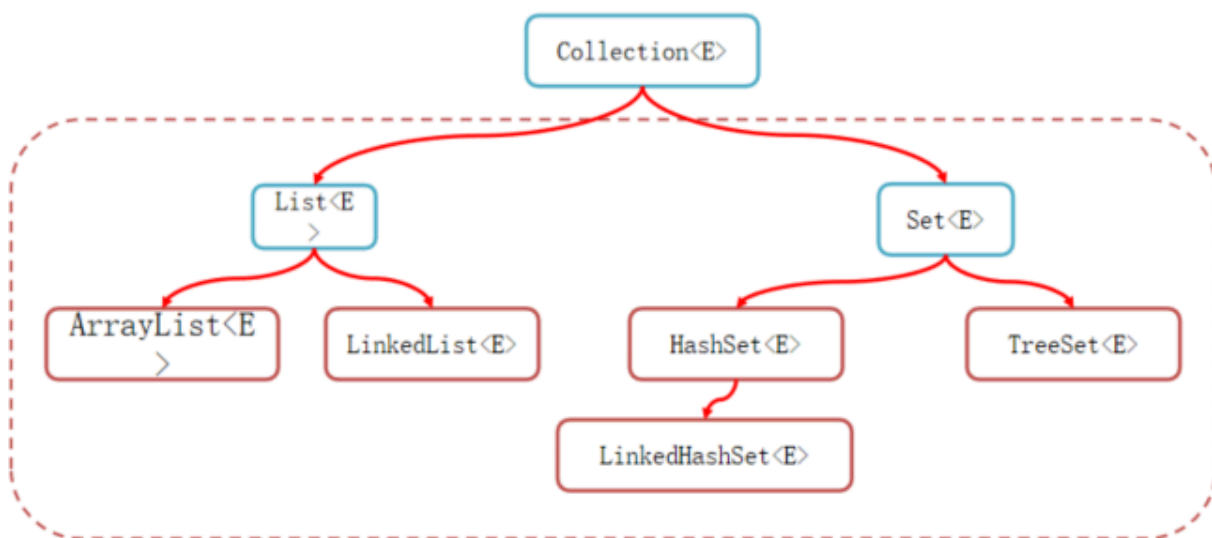 Collection<E>
List<E
>
Set<E>
ArrayList<E
>
LinkedList<E>
HashSet<E>
TreeSet<E>
LinkedHashSet<E>